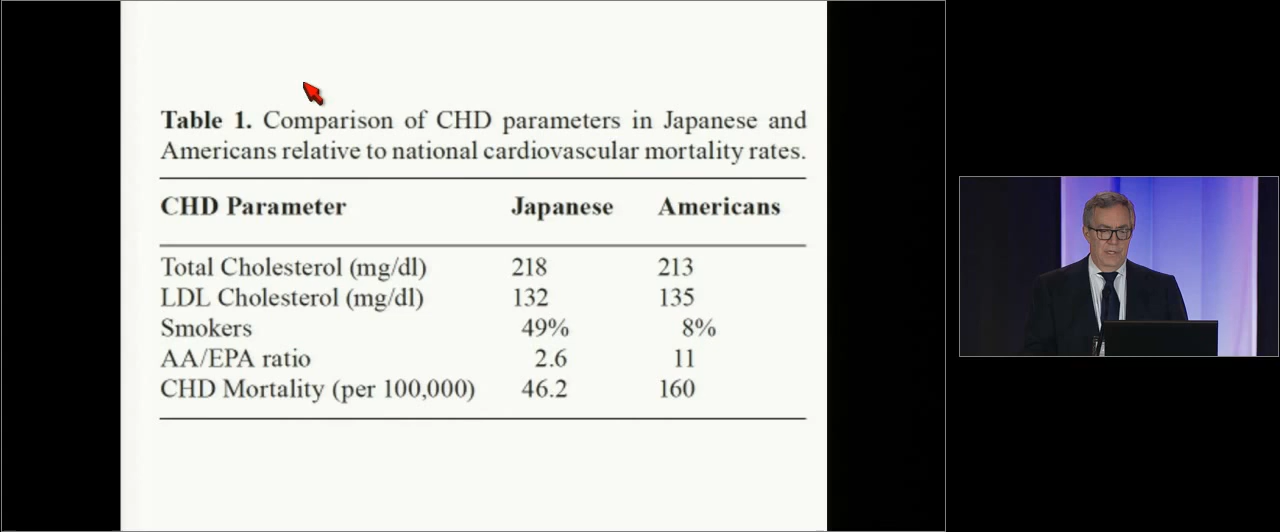 Table 1. Comparison of CHD parameters in Japanese and
Americans relative to national cardiovascular mortality rates.
CHD Parameter Japanese Americans
Total Cholesterol (mg/dl) 218 213
LDL Cholesterol (mg/dl) 132 135
Smokers 49% 8%
AA/EPA ratio 2.6 11
CHD Mortality (per 100,000) 46.2 160